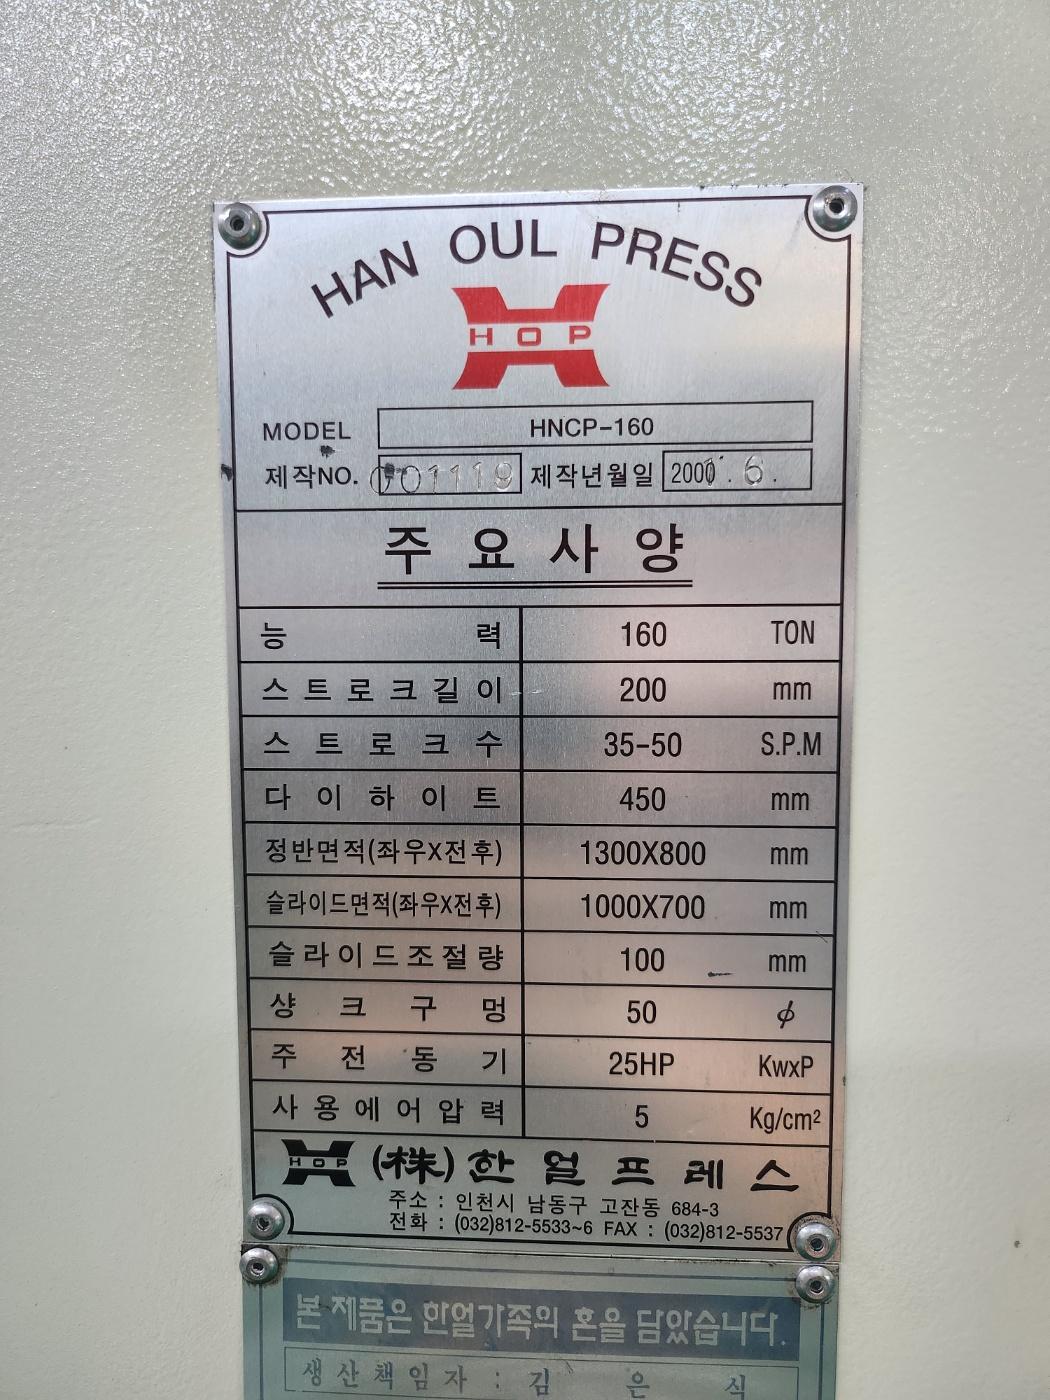 HAN OUL PRESS
HOP
MODEL HNCP-160
제작NO. 001119 제작년월일 2001. 6.
주요사양
능력 160 TON
스트로크길이 200 mm
스트로크수 35-50 S.P.M
다이하이트 450 mm
정반면적(좌우X전후) 1300X800 mm
슬라이드면적(좌우X전후) 1000X700 mm
슬라이드조절량 100 mm
샹크구멍 50 ϕ
주전동기 25HP KwxP
사용에어압력 5 Kg/cm²
HOP (株)한얼프레스
주소 : 인천시 남동구 고잔동 684-3
전화 : (032)812-5533~6 FAX : (032)812-5537
본 제품은 한얼가족의 혼을 담았습니다.
생산책임자 : 김은식